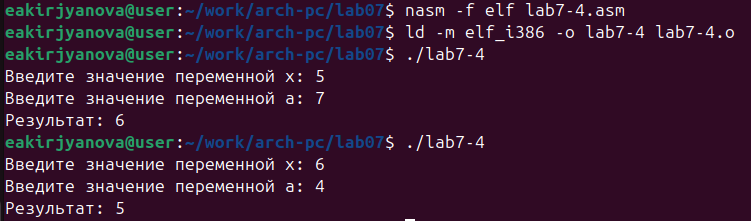 eakirjyanova@user:~/work/arch-pc/lab07$ nasm -f elf lab7-4.asm
eakirjyanova@user:~/work/arch-pc/lab07$ ld -m elf_i386 -o lab7-4 lab7-4.o
eakirjyanova@user:~/work/arch-pc/lab07$ ./lab7-4
Введите значение переменной x: 5
Введите значение переменной a: 7
Результат: 6
eakirjyanova@user:~/work/arch-pc/lab07$ ./lab7-4
Введите значение переменной x: 6
Введите значение переменной a: 4
Результат: 5